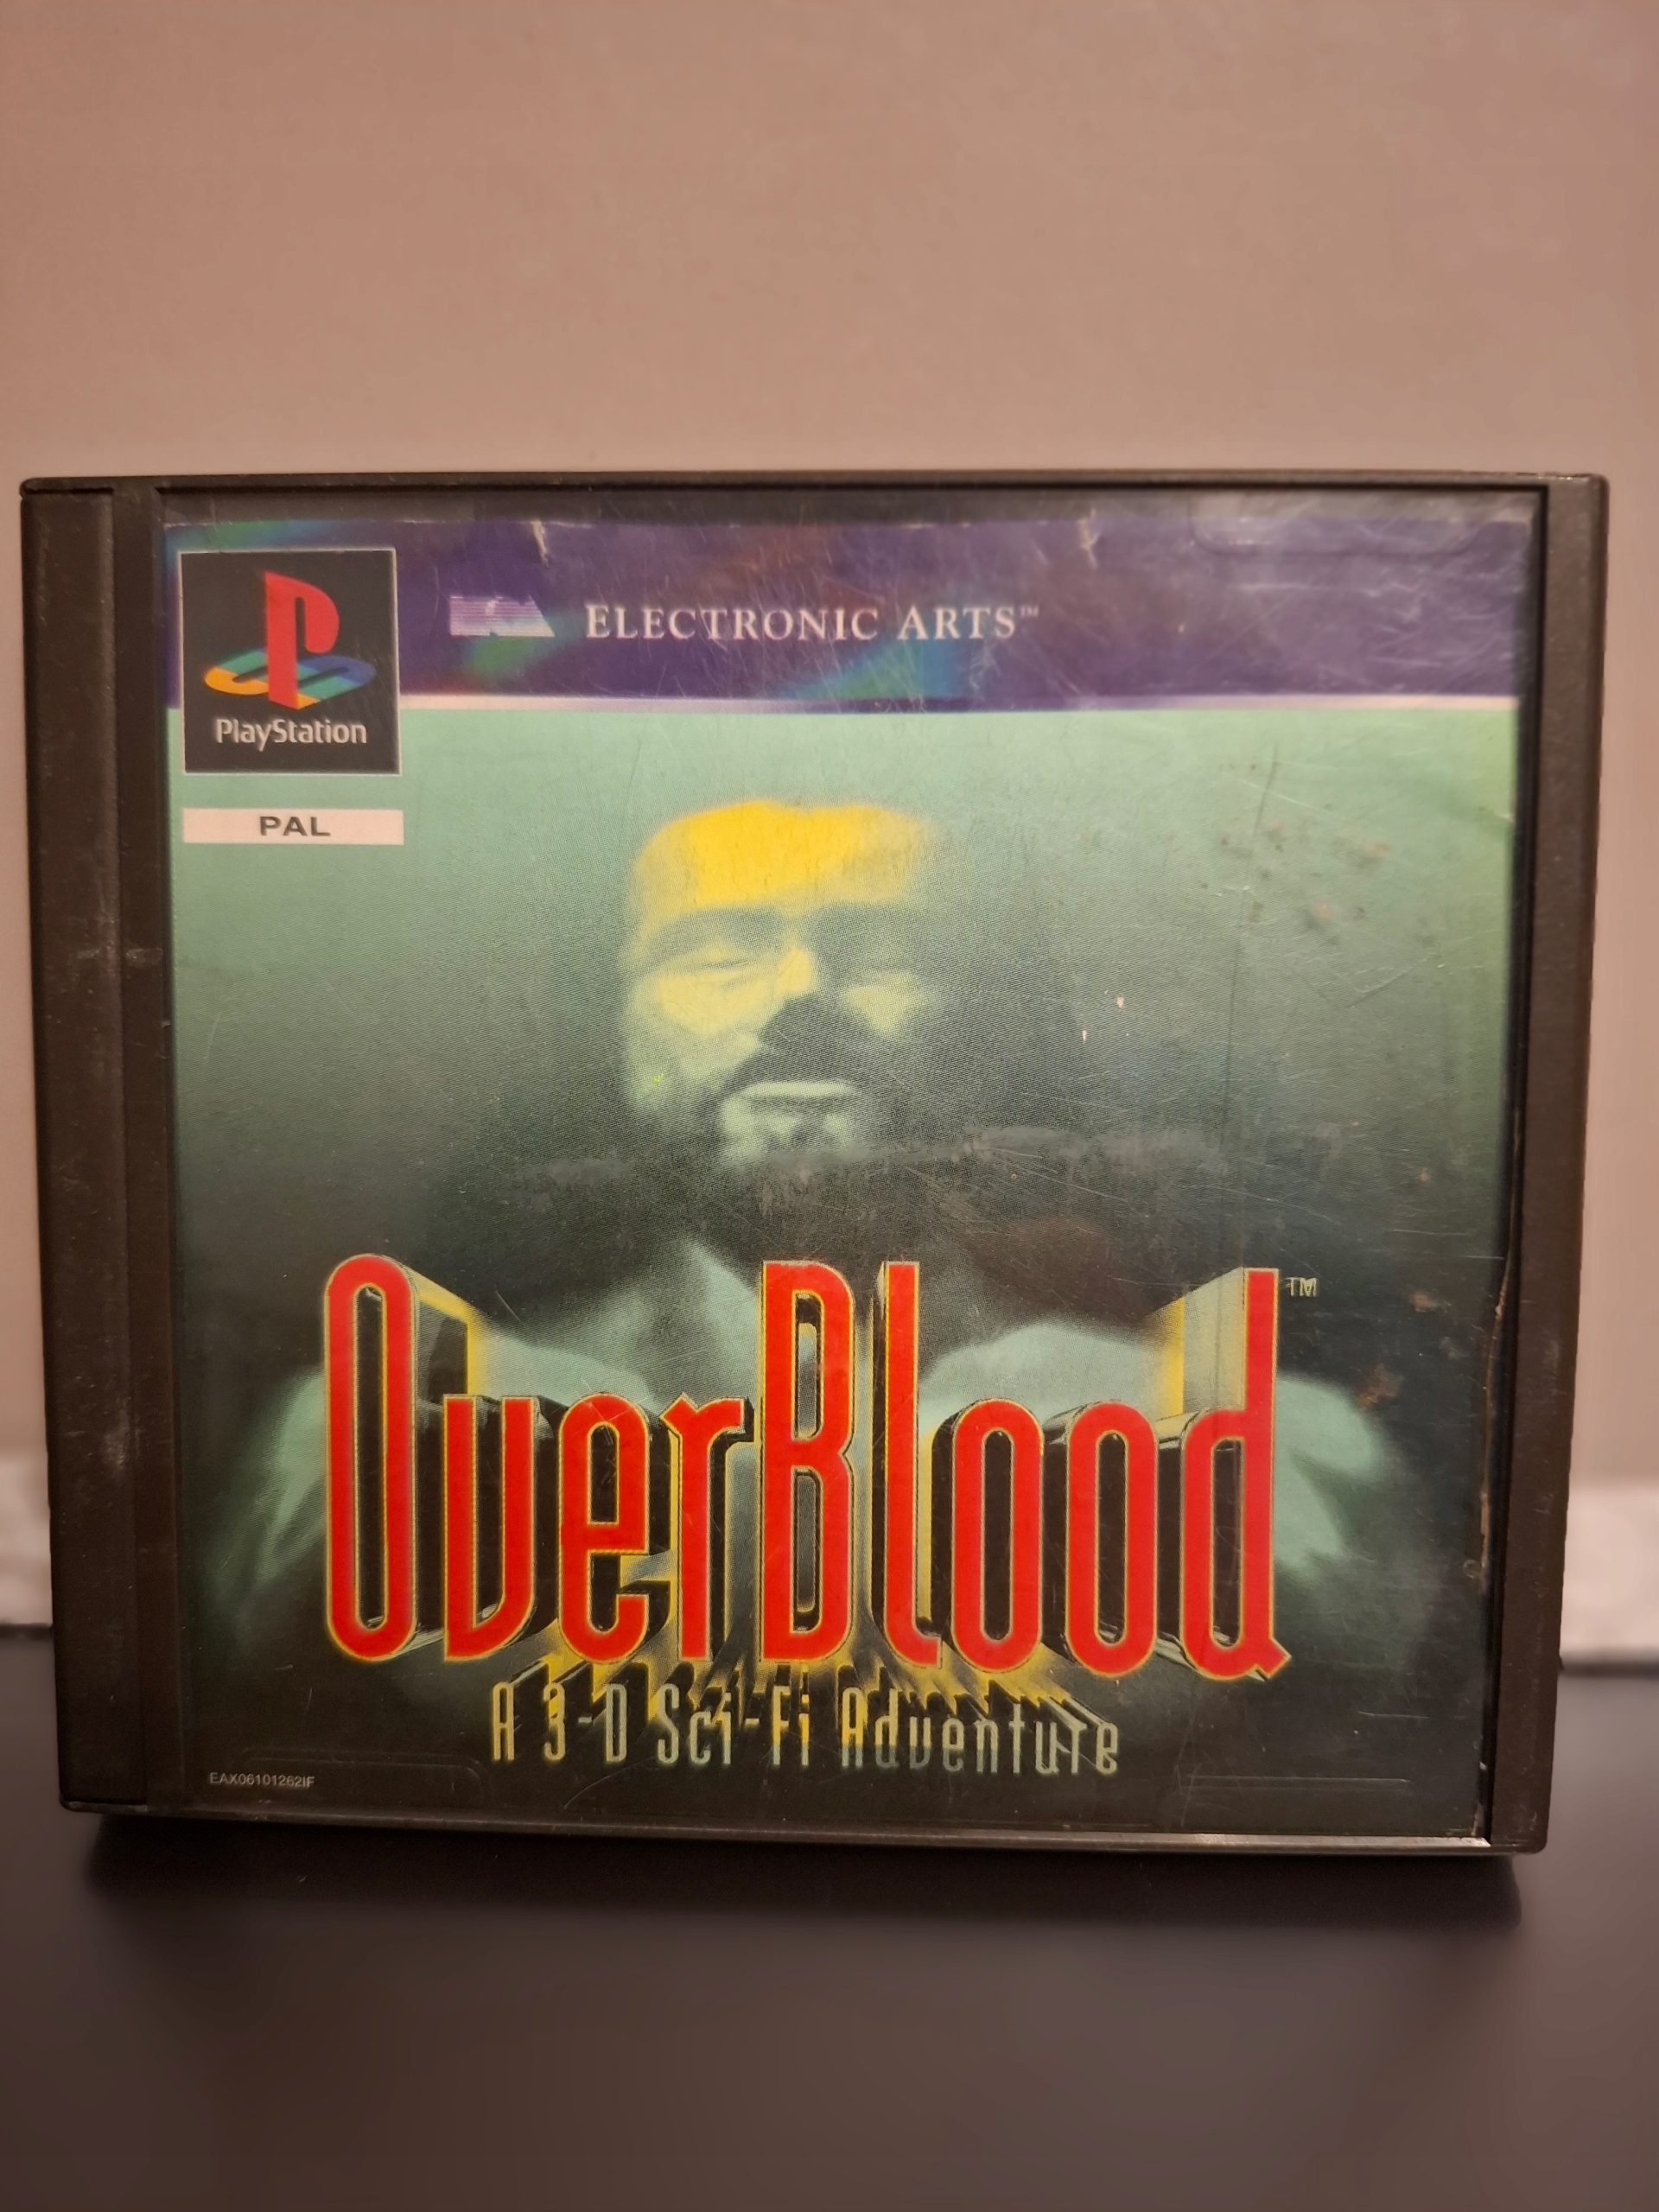 ELECTRONIC ARTS™
PlayStation
PAL
OverBlood™
A 3-D Sci-Fi Adventure
EAX06101262IF